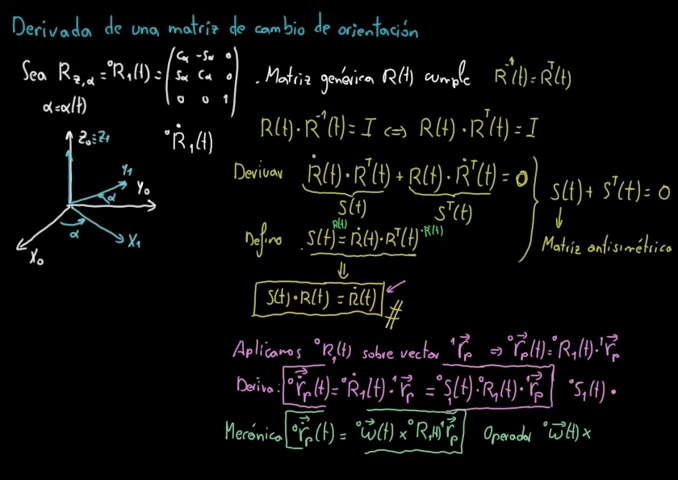 Derivada de una matriz de cambio de orientación
Sea R_{z,α} = ⁰R₁(t) = (Cα -Sα 0
Sα Cα 0
0 0 1)
α=α(t)
⁰Ṙ₁(t)
Z₀≡Z₁
Y₁
α
Y₀
α
X₁
X₀
. Matriz genérica R(t) cumple R⁻¹(t)=Rᵀ(t)
R(t)·R⁻¹(t)=I ⇔ R(t)·Rᵀ(t)=I
Derivar Ṙ(t)·Rᵀ(t)+R(t)·Ṙᵀ(t)=0
S(t) Sᵀ(t)
S(t)+Sᵀ(t)=0
↓
Matriz antisimétrica
Defino . S(t) R(t) = Ṙ(t)·Rᵀ(t) ·R(t)
⇓
S(t)·R(t)=Ṙ(t)
#
Aplicamos ⁰R₁(t) sobre vector ¹r⃗ₚ ⇒ ⁰r⃗ₚ(t)=⁰R₁(t)·¹r⃗ₚ
Deriva: ⁰ṙ⃗ₚ(t)=⁰Ṙ₁(t)·¹r⃗ₚ = ⁰S₁(t)·⁰R₁(t)·¹r⃗ₚ ⁰S₁(t) ·
Mecánica ⁰ṙ⃗ₚ(t)= ⁰ω⃗(t)×⁰R₁(t)¹r⃗ₚ Operador ⁰ω⃗(t)×